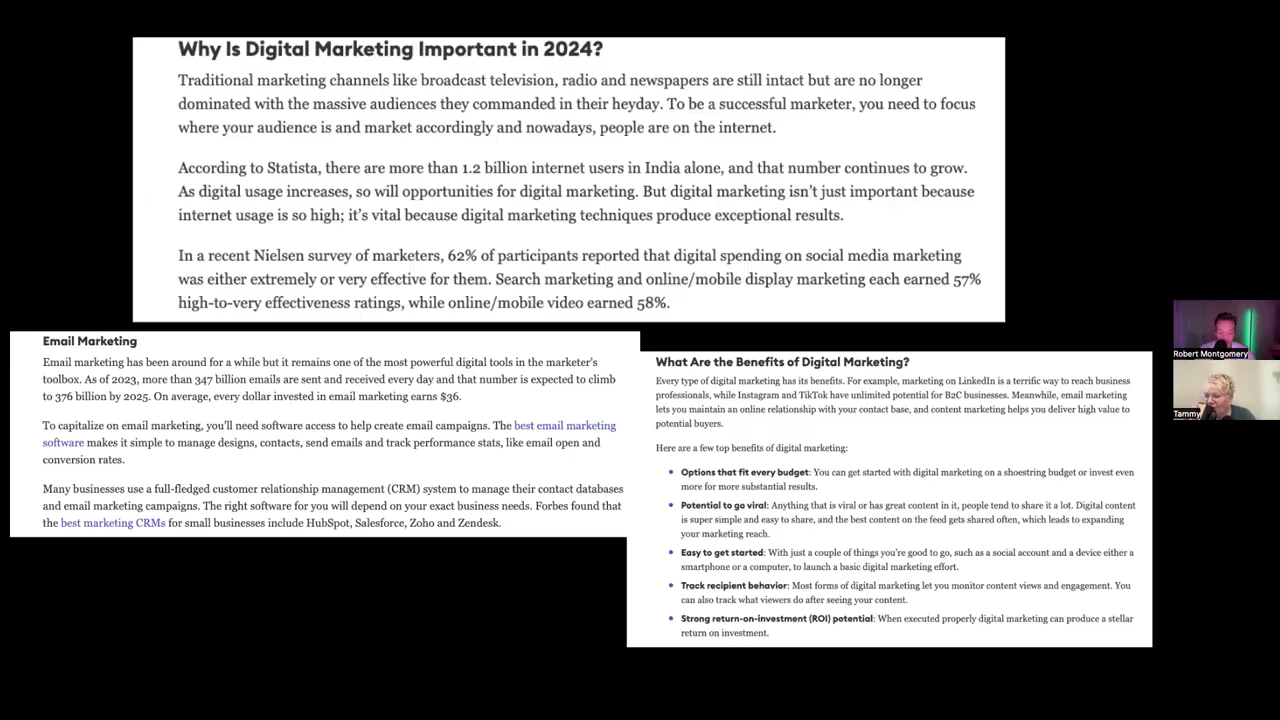 Why Is Digital Marketing Important in 2024?
Traditional marketing channels like broadcast television, radio and newspapers are still intact but are no longer
dominated with the massive audiences they commanded in their heyday. To be a successful marketer, you need to focus
where your audience is and market accordingly and nowadays, people are on the internet.
According to Statista, there are more than 1.2 billion internet users in India alone, and that number continues to grow.
As digital usage increases, so will opportunities for digital marketing. But digital marketing isn't just important because
internet usage is so high; it's vital because digital marketing techniques produce exceptional results.
In a recent Nielsen survey of marketers, 62% of participants reported that digital spending on social media marketing
was either extremely or very effective for them. Search marketing and online/mobile display marketing each earned 57%
high-to-very effectiveness ratings, while online/mobile video earned 58%.
Email Marketing
Email marketing has been around for a while but it remains one of the most powerful digital tools in the marketer's
toolbox. As of 2023, more than 347 billion emails are sent and received every day and that number is expected to climb
to 376 billion by 2025. On average, every dollar invested in email marketing earns $36.
To capitalize on email marketing, you'll need software access to help create email campaigns. The best email marketing
software makes it simple to manage designs, contacts, send emails and track performance stats, like email open and
conversion rates.
Many businesses use a full-fledged customer relationship management (CRM) system to manage their contact databases
and email marketing campaigns. The right software for you will depend on your exact business needs. Forbes found that
the best marketing CRMs for small businesses include HubSpot, Salesforce, Zoho and Zendesk.
What Are the Benefits of Digital Marketing?
Every type of digital marketing has its benefits. For example, marketing on LinkedIn is a terrific way to reach business
professionals, while Instagram and TikTok have unlimited potential for B2C businesses. Meanwhile, email marketing
lets you maintain an online relationship with your contact base, and content marketing helps you deliver high value to
potential buyers.
Here are a few top benefits of digital marketing:
• Options that fit every budget: You can get started with digital marketing on a shoestring budget or invest even
more for more substantial results.
• Potential to go viral: Anything that is viral or has great content in it, people tend to share it a lot. Digital content
is super simple and easy to share, and the best content on the feed gets shared often, which leads to expanding
your marketing reach.
• Easy to get started: With just a couple of things you're good to go, such as a social account and a device either a
smartphone or a computer, to launch a basic digital marketing effort.
• Track recipient behavior: Most forms of digital marketing let you monitor content views and engagement. You
can also track what viewers do after seeing your content.
• Strong return-on-investment (ROI) potential: When executed properly digital marketing can produce a stellar
return on investment.
Robert Montgomery
Tammy